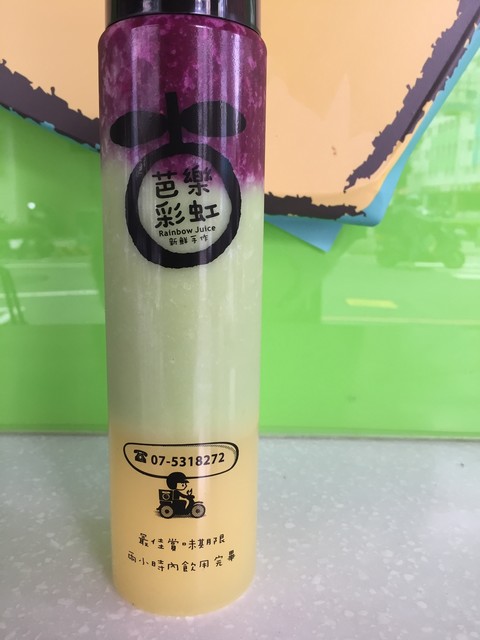 芭樂
彩虹
Rainbow Juice
新鮮手作
☎ 07-5318272
最佳賞味期限
兩小時內飲用完畢